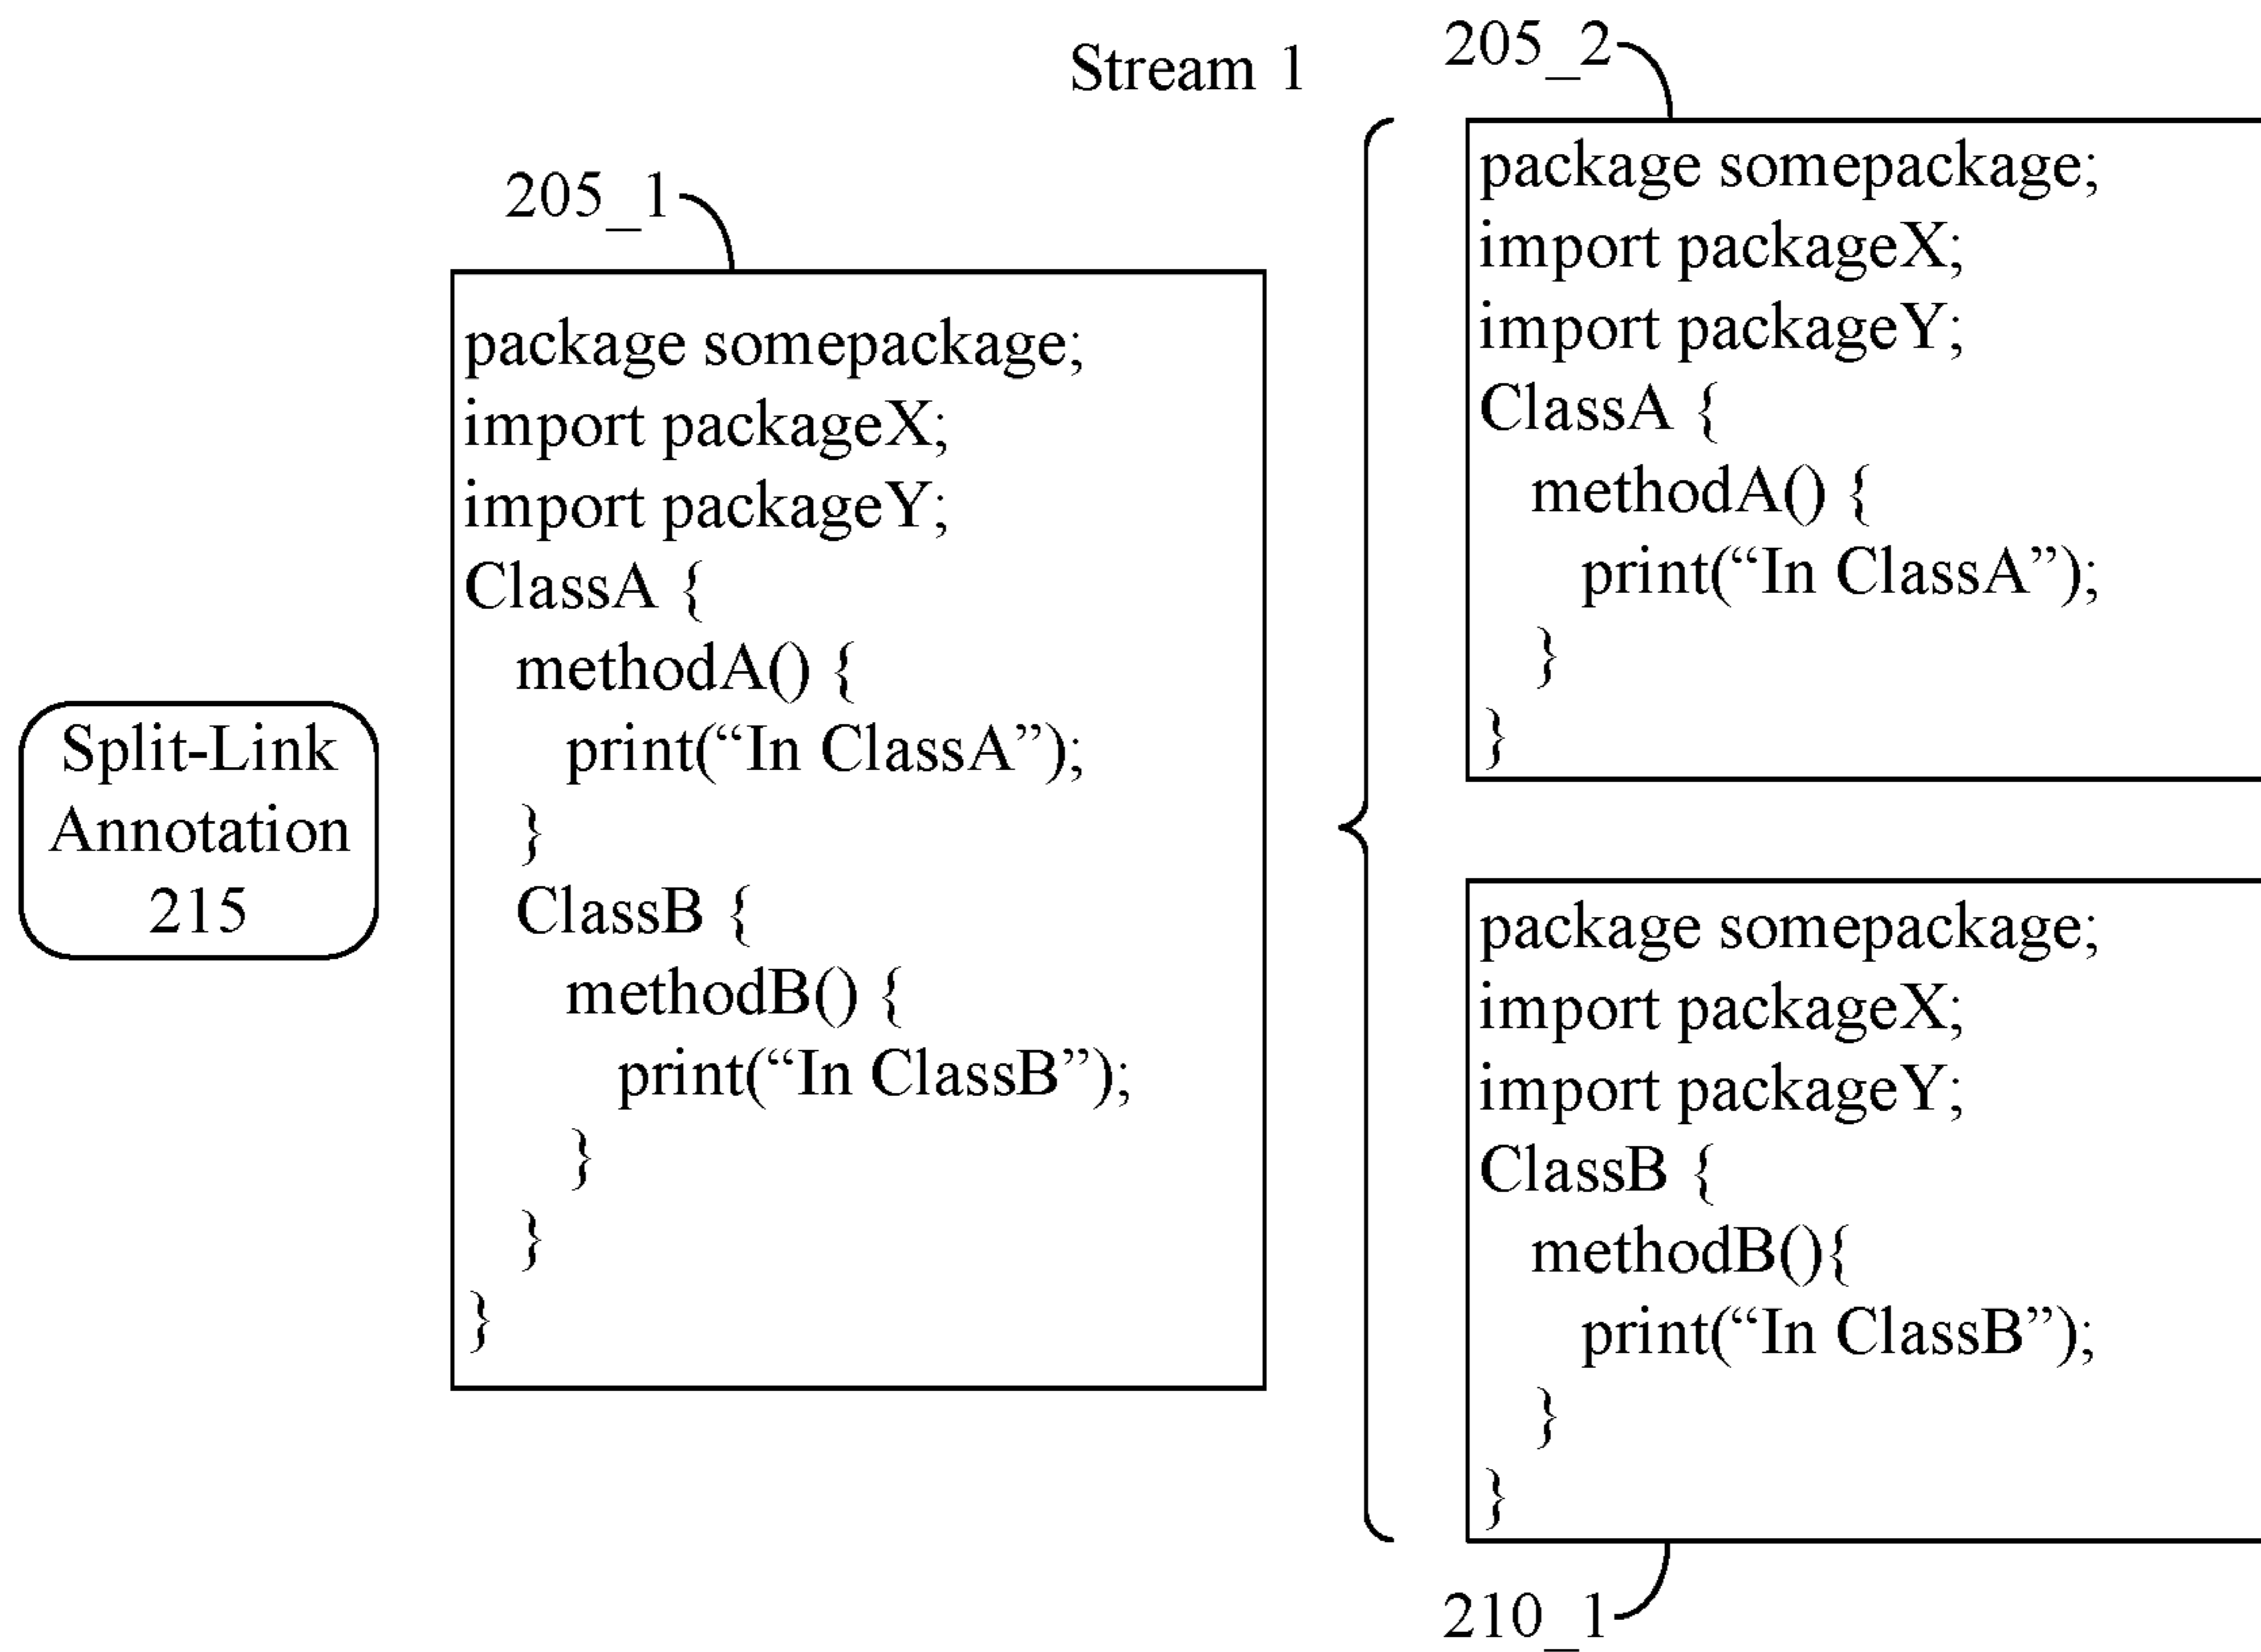 Stream 1
205_1
205_2
Split-Link
Annotation
215
package somepackage;
import packageX;
import packageY;
ClassA {
methodA() {
print(“In ClassA”);
}
ClassB {
methodB() {
print(“In ClassB”);
}
}
}
package somepackage;
import packageX;
import packageY;
ClassA {
methodA() {
print(“In ClassA”);
}
}
package somepackage;
import packageX;
import packageY;
ClassB {
methodB(){
print(“In ClassB”);
}
}
210_1